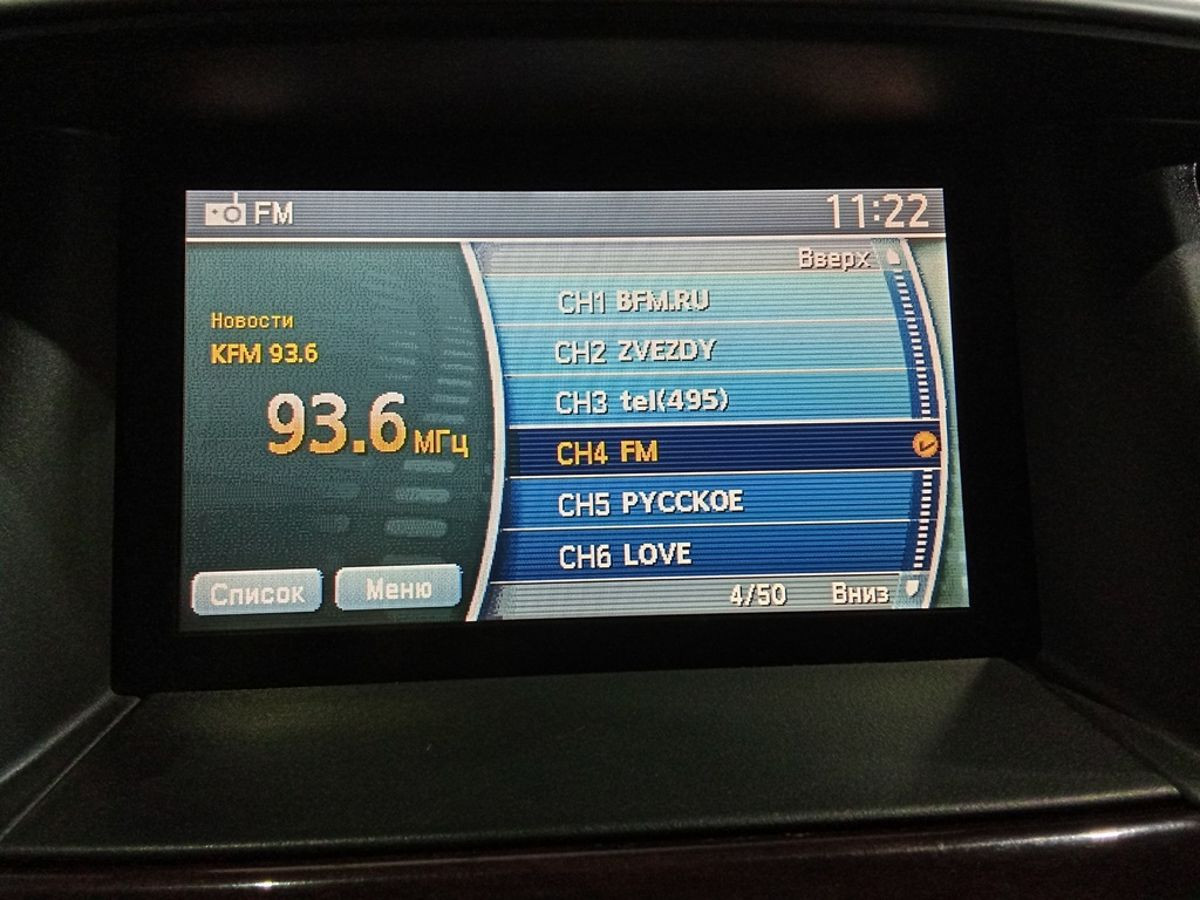 FM
11:22
Новости
KFM 93.6
93.6 МГц
Список
Меню
Вверх
CH1 BFM.RU
CH2 ZVEZDY
CH3 tel(495)
CH4 FM
CH5 РУССКОЕ
CH6 LOVE
4/50
Вниз